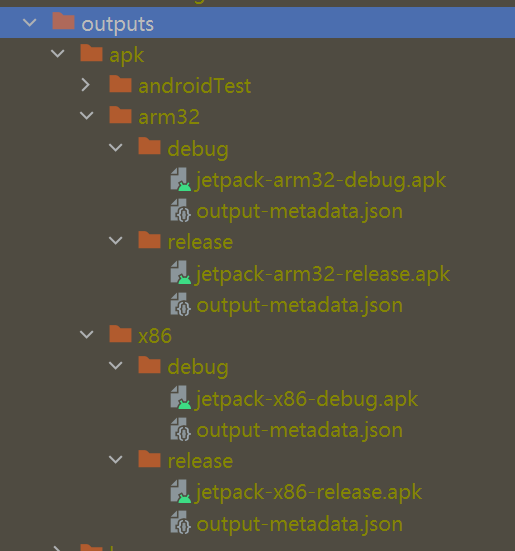 outputs
apk
androidTest
arm32
debug
jetpack-arm32-debug.apk
output-metadata.json
release
jetpack-arm32-release.apk
output-metadata.json
x86
debug
jetpack-x86-debug.apk
output-metadata.json
release
jetpack-x86-release.apk
output-metadata.json